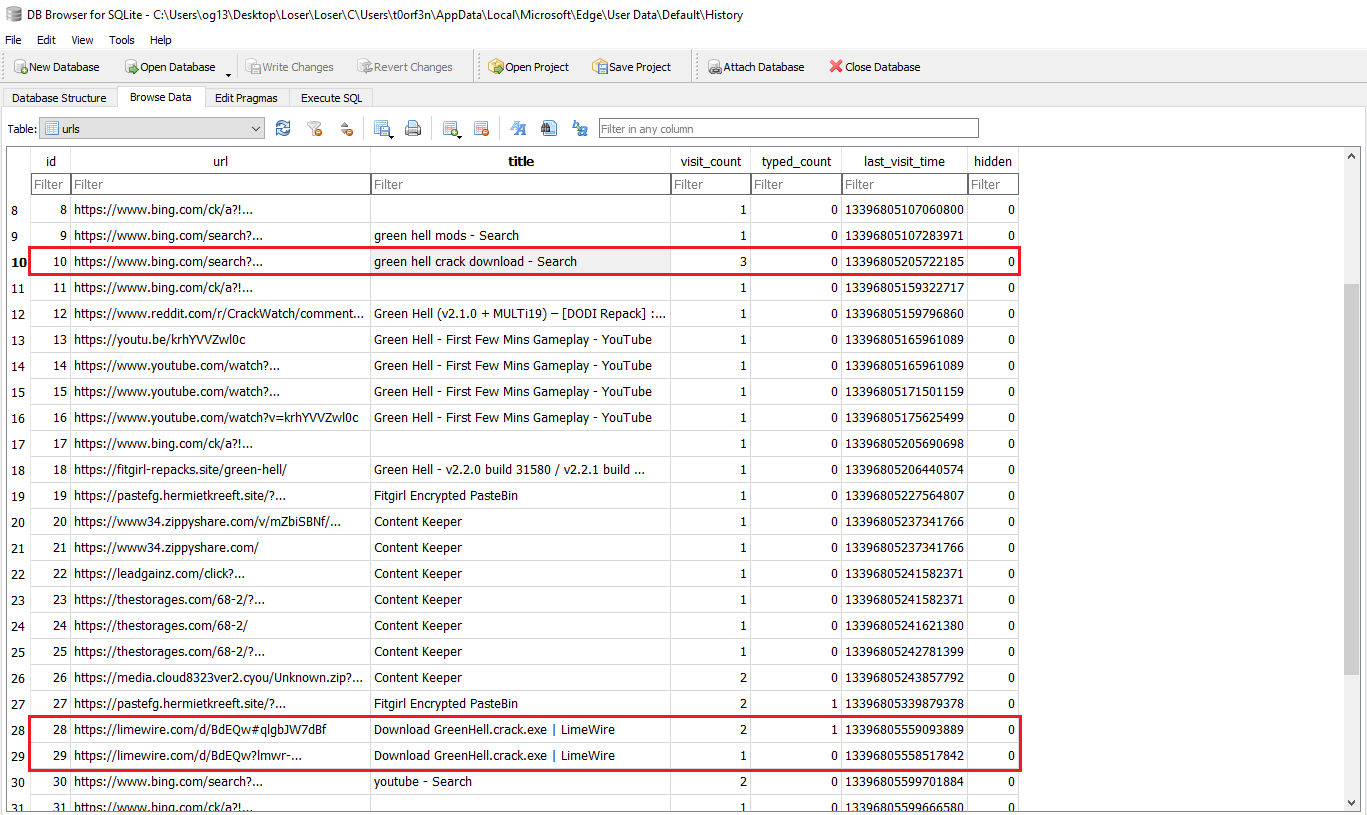 DB Browser for SQLite - C:\Users\og13\Desktop\Loser\Loser\C\Users\t0orf3n\AppData\Local\Microsoft\Edge\User Data\Default\History
File Edit View Tools Help
New Database Open Database Write Changes Revert Changes Open Project Save Project Attach Database Close Database
Database Structure Browse Data Edit Pragmas Execute SQL
Table: urls Filter in any column
id url title visit_count typed_count last_visit_time hidden
Filter Filter Filter Filter Filter Filter Filter
8 8 https://www.bing.com/ck/a?!... 1 0 13396805107060800 0
9 9 https://www.bing.com/search?... green hell mods - Search 1 0 13396805107283971 0
10 10 https://www.bing.com/search?... green hell crack download - Search 3 0 13396805205722185 0
11 11 https://www.bing.com/ck/a?!... 1 0 13396805159322717 0
12 12 https://www.reddit.com/r/CrackWatch/comment... Green Hell (v2.1.0 + MULTi19) – [DODI Repack] :... 1 0 13396805159796860 0
13 13 https://youtu.be/krhYVVZwl0c Green Hell - First Few Mins Gameplay - YouTube 1 0 13396805165961089 0
14 14 https://www.youtube.com/watch?... Green Hell - First Few Mins Gameplay - YouTube 1 0 13396805165961089 0
15 15 https://www.youtube.com/watch?... Green Hell - First Few Mins Gameplay - YouTube 1 0 13396805171501159 0
16 16 https://www.youtube.com/watch?v=krhYVVZwl0c Green Hell - First Few Mins Gameplay - YouTube 1 0 13396805175625499 0
17 17 https://www.bing.com/ck/a?!... 1 0 13396805205690698 0
18 18 https://fitgirl-repacks.site/green-hell/ Green Hell - v2.2.0 build 31580 / v2.2.1 build ... 1 0 13396805206440574 0
19 19 https://pastefg.hermietkreeft.site/?... Fitgirl Encrypted PasteBin 1 0 13396805227564807 0
20 20 https://www34.zippyshare.com/v/mZbiSBNf/... Content Keeper 1 0 13396805237341766 0
21 21 https://www34.zippyshare.com/ Content Keeper 1 0 13396805237341766 0
22 22 https://leadgainz.com/click?... Content Keeper 1 0 13396805241582371 0
23 23 https://thestorages.com/68-2/?... Content Keeper 1 0 13396805241582371 0
24 24 https://thestorages.com/68-2/ Content Keeper 1 0 13396805241621380 0
25 25 https://thestorages.com/68-2/?... Content Keeper 1 0 13396805242781399 0
26 26 https://media.cloud8323ver2.cyou/Unknown.zip?... Content Keeper 2 0 13396805243857792 0
27 27 https://pastefg.hermietkreeft.site/?... Fitgirl Encrypted PasteBin 2 1 13396805339879378 0
28 28 https://limewire.com/d/BdEQw#qlgbJW7dBf Download GreenHell.crack.exe | LimeWire 2 1 13396805559093889 0
29 29 https://limewire.com/d/BdEQw?lmwr-... Download GreenHell.crack.exe | LimeWire 1 0 13396805558517842 0
30 30 https://www.bing.com/search?... youtube - Search 2 0 13396805599701884 0
31 31 https://www.bing.com/ck/a?!... 1 0 13396805599666580 0